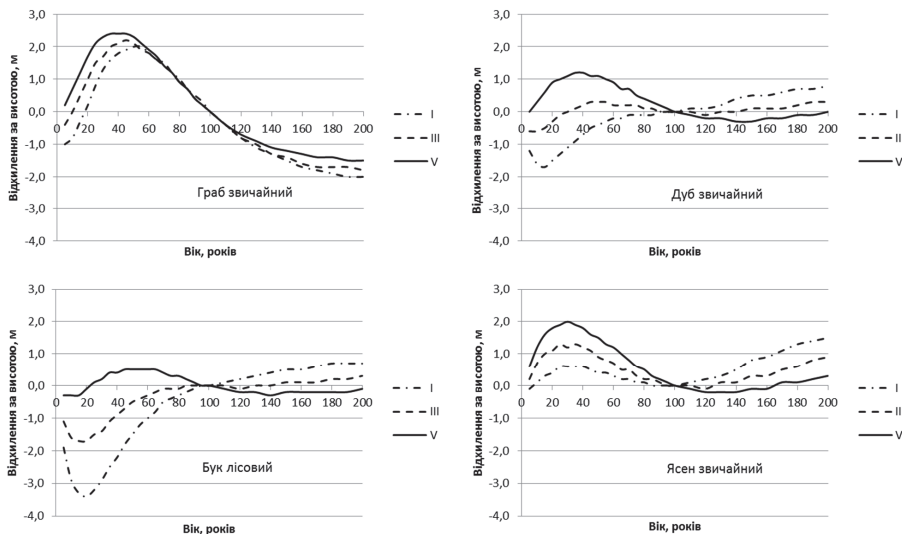 Відхилення за висотою, м
3,0
2,0
1,0
0,0
-1,0
-2,0
-3,0
-4,0
0 20 40 60 80 100 120 140 160 180 200
Граб звичайний
Вік, років
I
III
V
Відхилення за висотою, м
3,0
2,0
1,0
0,0
-1,0
-2,0
-3,0
-4,0
0 20 40 60 80 100 120 140 160 180 200
Дуб звичайний
Вік, років
I
II
V
Відхилення за висотою, м
3,0
2,0
1,0
0,0
-1,0
-2,0
-3,0
-4,0
0 20 40 60 80 100 120 140 160 180 200
Бук лісовий
Вік, років
I
III
V
Відхилення за висотою, м
3,0
2,0
1,0
0,0
-1,0
-2,0
-3,0
-4,0
0 20 40 60 80 100 120 140 160 180 200
Ясен звичайний
Вік, років
I
II
V